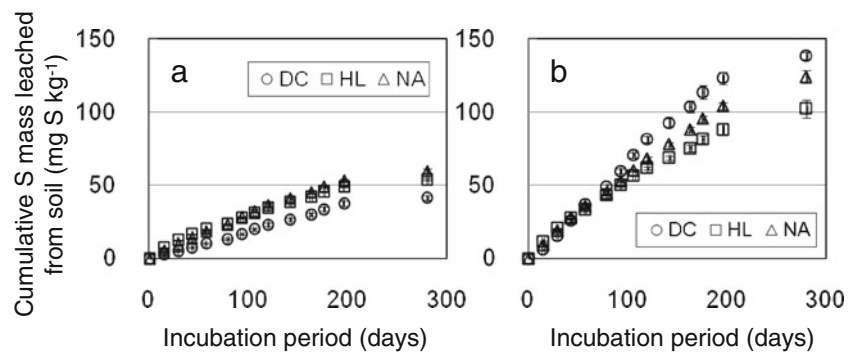 Cumulative S mass leached
from soil (mg S kg-1)
150
100
50
0
a
DC HL NA
0 100 200 300
Incubation period (days)
150
100
50
0
b
DC HL NA
0 100 200 300
Incubation period (days)